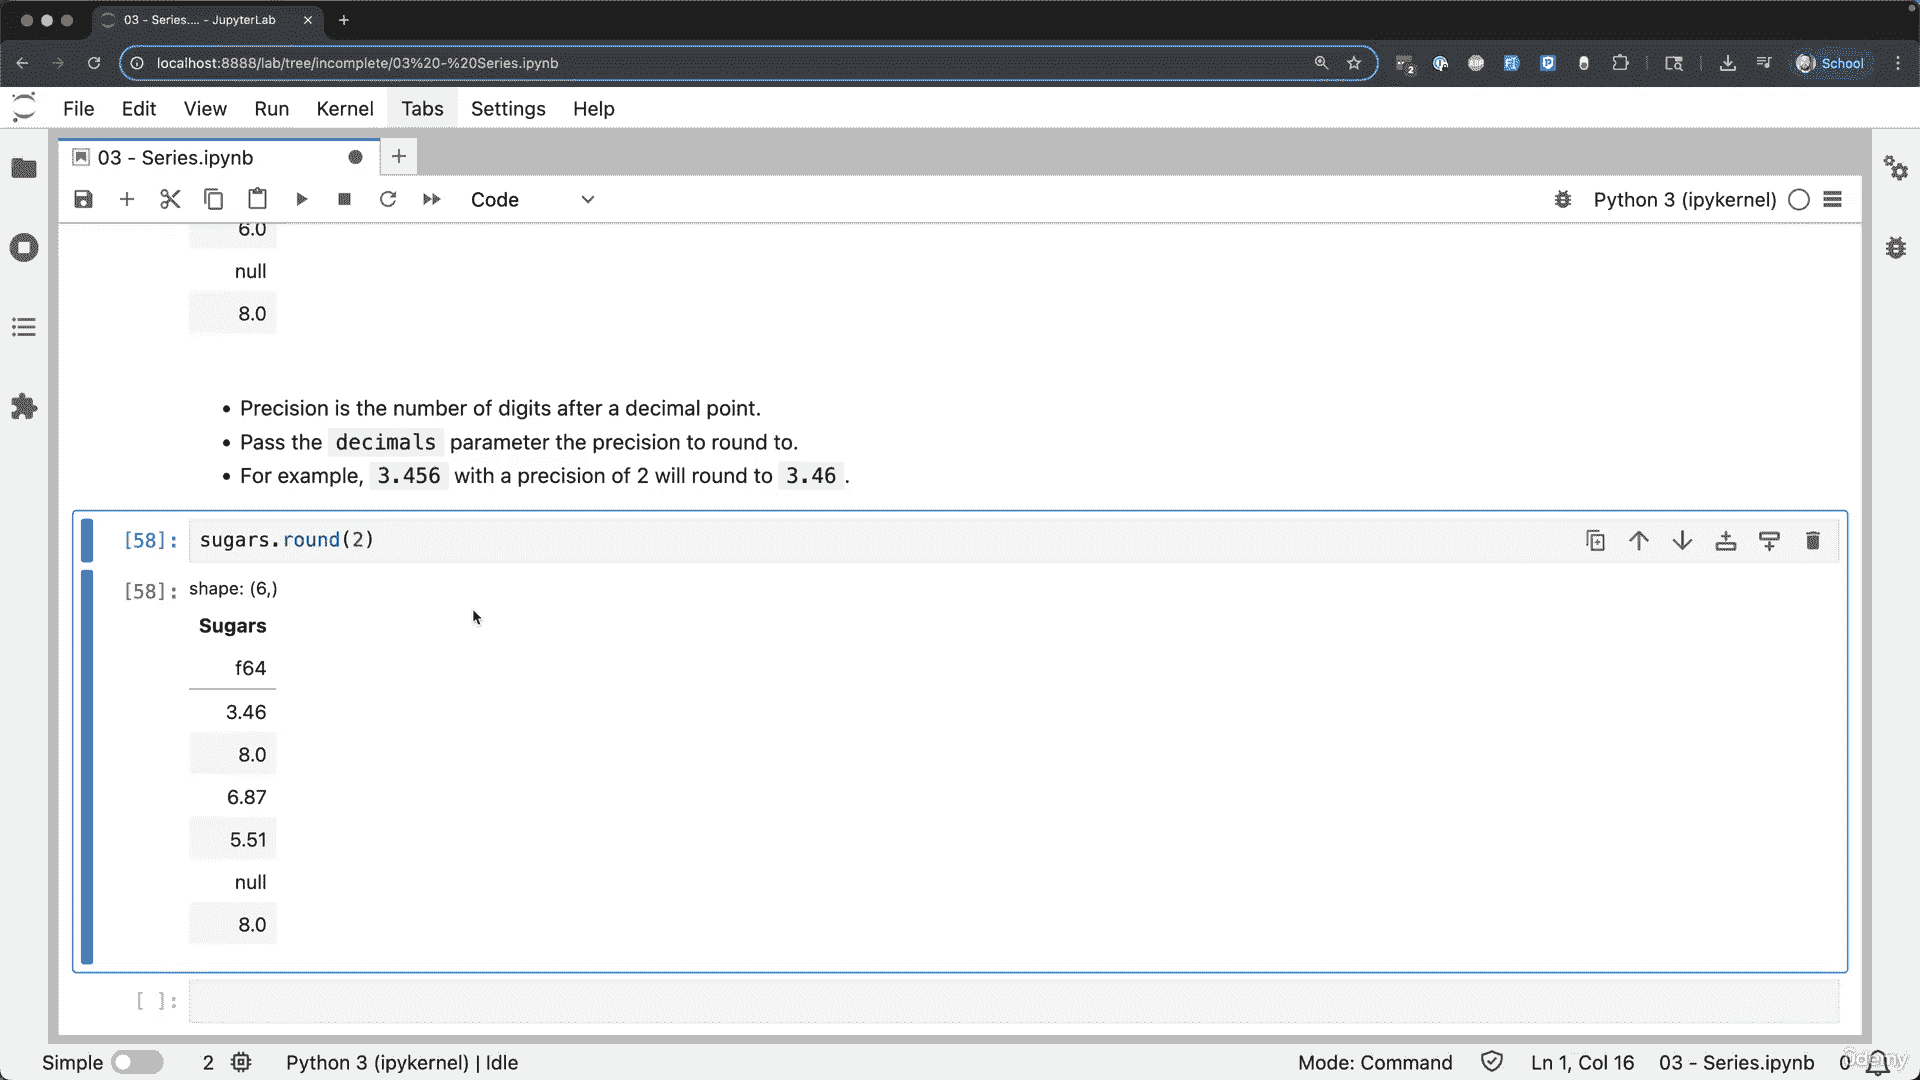 03 - Series.... - JupyterLab
localhost:8888/lab/tree/incomplete/03%20-%20Series.ipynb
2
ABP
School
File Edit View Run Kernel Tabs Settings Help
03 - Series.ipynb
Code
Python 3 (ipykernel)
6.0
null
8.0
• Precision is the number of digits after a decimal point.
• Pass the decimals parameter the precision to round to.
• For example, 3.456 with a precision of 2 will round to 3.46.
[58]: sugars.round(2)
[58]: shape: (6,)
Sugars
f64
3.46
8.0
6.87
5.51
null
8.0
[ ]:
Simple 2 Python 3 (ipykernel) | Idle Mode: Command Ln 1, Col 16 03 - Series.ipynb 0
Udemy